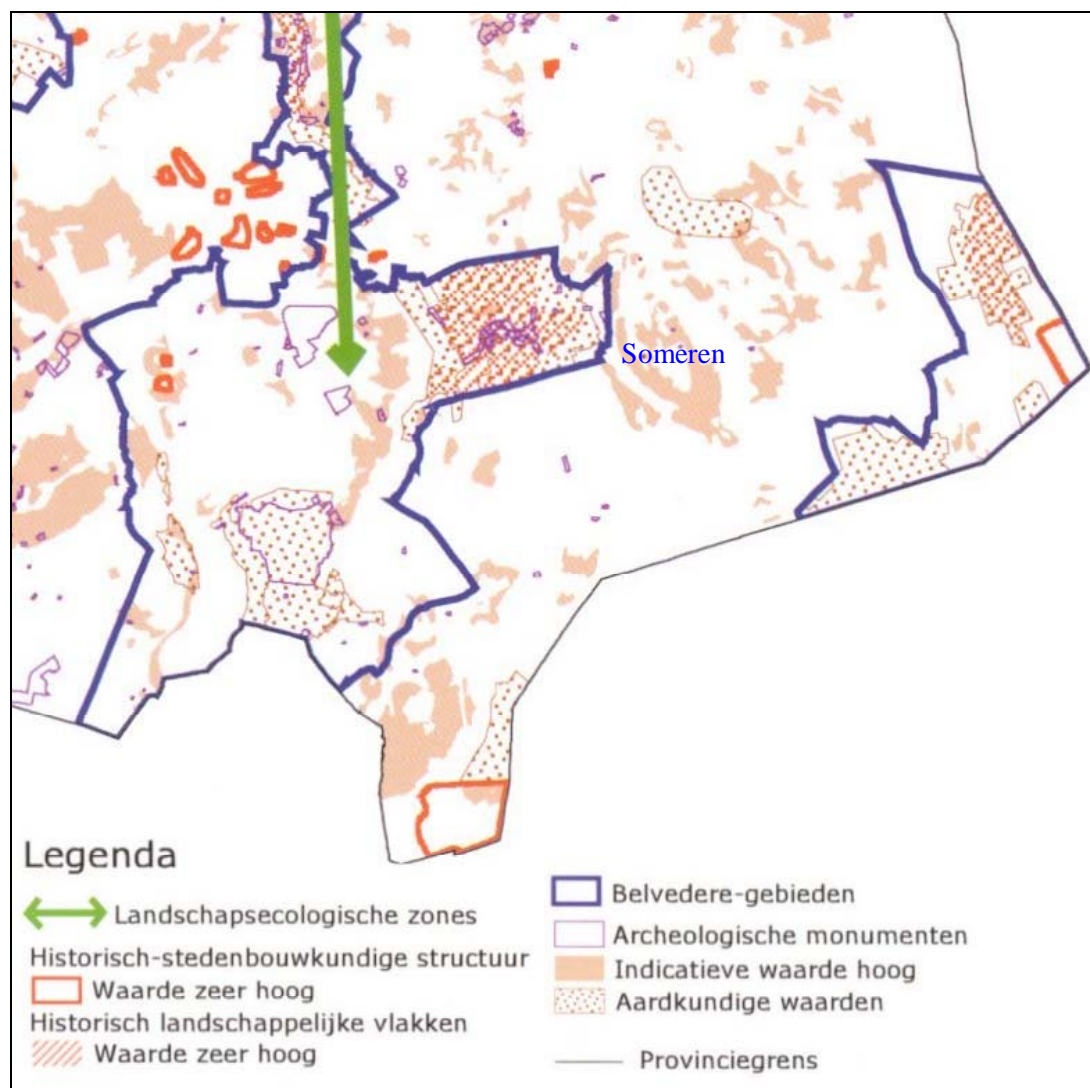 Someren
Legenda
Landschapsecologische zones
Historisch-stedenbouwkundige structuur
Waarde zeer hoog
Historisch landschappelijke vlakken
Waarde zeer hoog
Belvedere-gebieden
Archeologische monumenten
Indicatieve waarde hoog
Aardkundige waarden
Provinciegrens